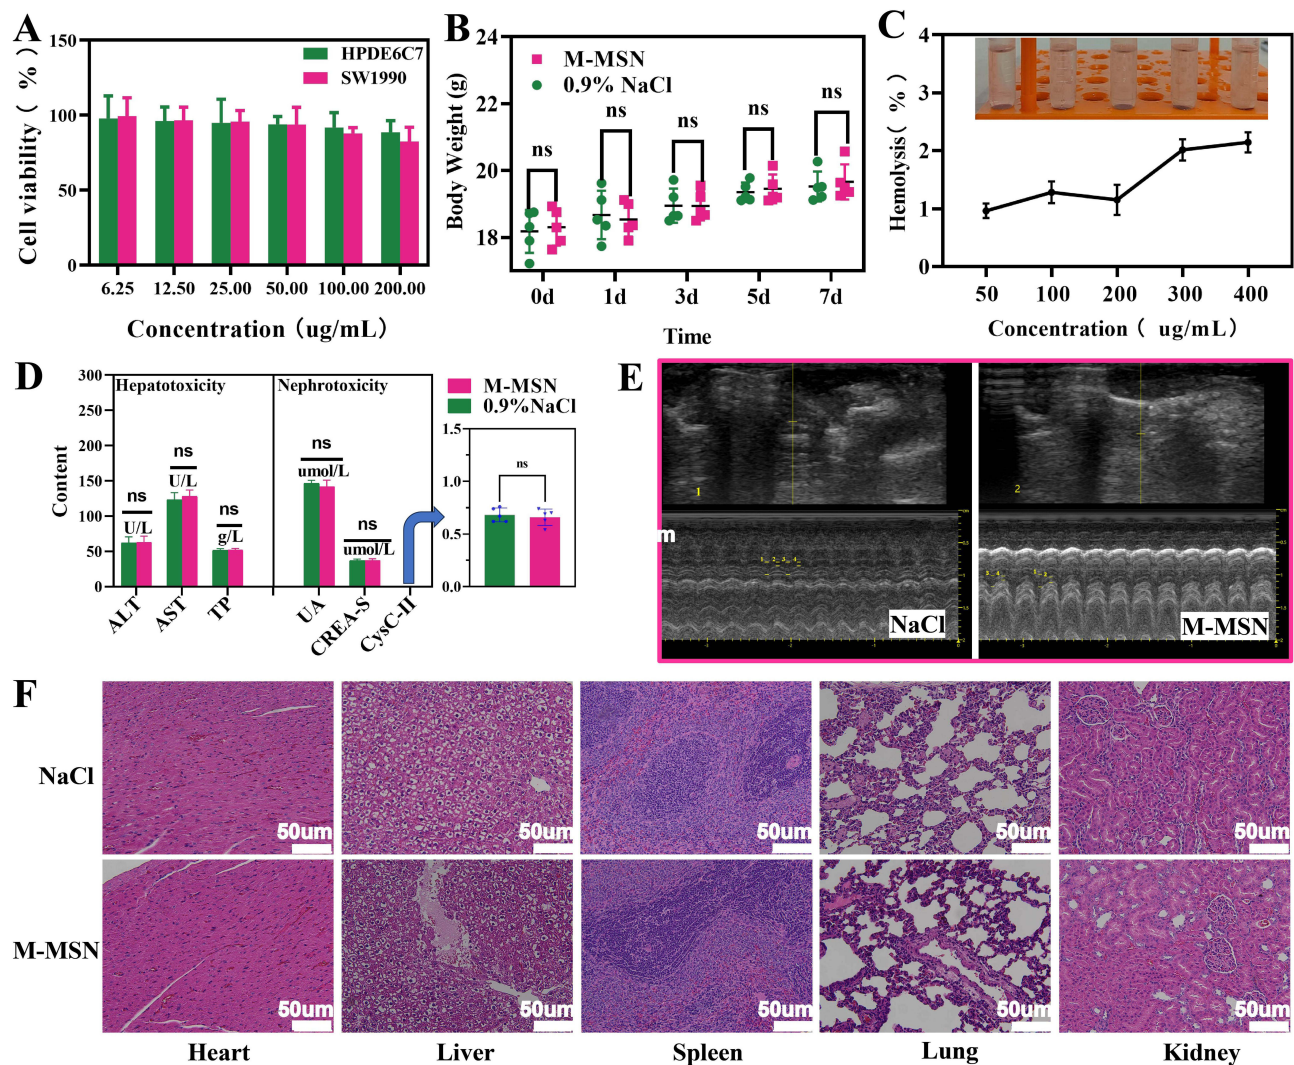 A
150
100
50
0
Cell viability（ %）
HPDE6C7
SW1990
6.25
12.50
25.00
50.00
100.00
200.00
Concentration（ug/mL）
B
24
22
20
18
Body Weight (g)
M-MSN
0.9% NaCl
ns
ns
ns
ns
ns
0d
1d
3d
5d
7d
Time
C
4
3
2
1
0
Hemolysis（ %）
50
100
200
300
400
Concentration（ ug/mL）
D
300
250
200
150
100
50
0
Content
Hepatotoxicity
Nephrotoxicity
ns
U/L
ns
U/L
ns
g/L
ns
umol/L
ns
umol/L
ALT
AST
TP
UA
CREA-S
CysC-II
M-MSN
0.9%NaCl
1.5
1.0
0.5
0.0
ns
E
1
2
m
NaCl
M-MSN
F
NaCl
50um
50um
50um
50um
50um
M-MSN
50um
50um
50um
50um
50um
Heart
Liver
Spleen
Lung
Kidney